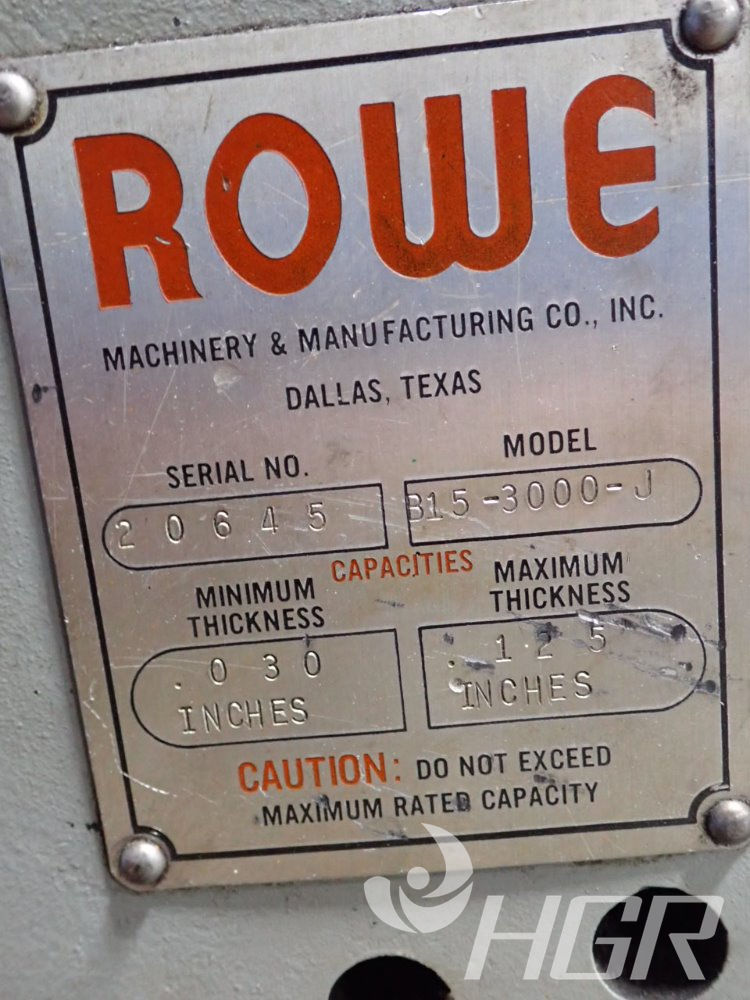 ROWE
MACHINERY & MANUFACTURING CO., INC.
DALLAS, TEXAS
SERIAL NO. MODEL
20645 B15-3000-J
CAPACITIES
MINIMUM THICKNESS
MAXIMUM THICKNESS
.030 INCHES
.125 INCHES
CAUTION: DO NOT EXCEED
MAXIMUM RATED CAPACITY
HGR